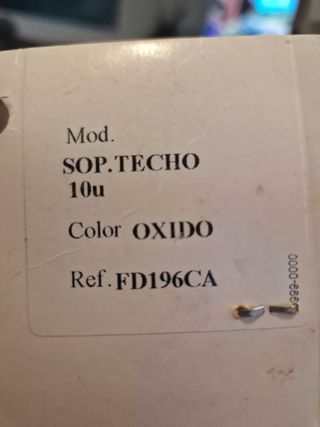 Mod.
SOP.TECHO
10u
Color OXIDO
Ref.FD196CA